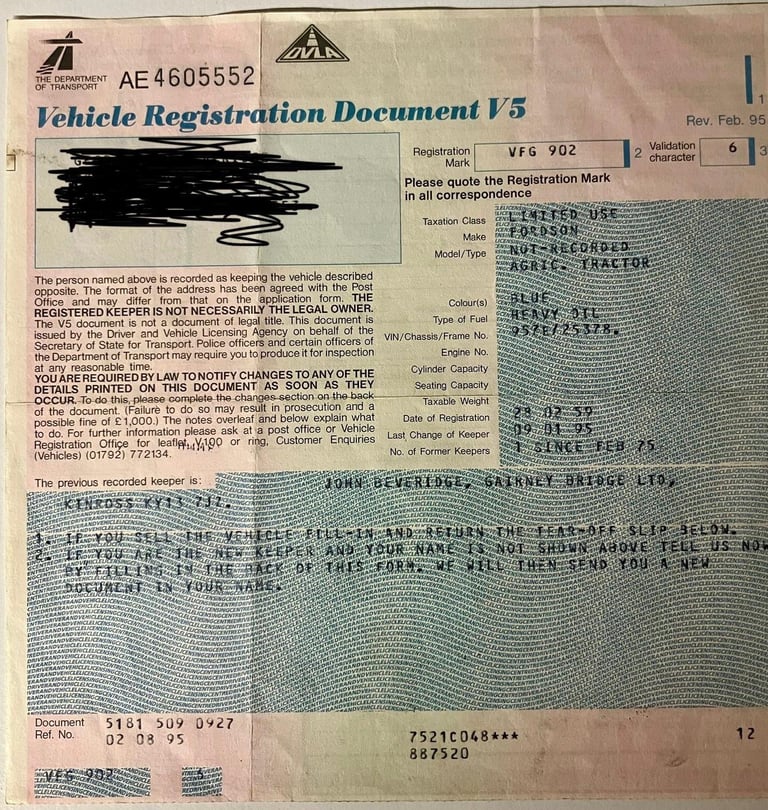 THE DEPARTMENT
OF TRANSPORT
AE 4605552
DVLA
Vehicle Registration Document V5
1
Rev. Feb. 95
Registration
Mark
VFG 902
2
Validation
character
6
3
Please quote the Registration Mark
in all correspondence
Taxation Class LIMITED USE
Make FORDSON
Model/Type NOT-RECORDED
AGRIC. TRACTOR
Colour(s) BLUE
Type of Fuel HEAVY OIL
VIN/Chassis/Frame No. 957E/25378.
Engine No.
Cylinder Capacity
Seating Capacity
Taxable Weight
Date of Registration 28 02 59
Last Change of Keeper 09 01 95
No. of Former Keepers 1 SINCE FEB 75
The person named above is recorded as keeping the vehicle described
opposite. The format of the address has been agreed with the Post
Office and may differ from that on the application form. THE
REGISTERED KEEPER IS NOT NECESSARILY THE LEGAL OWNER.
The V5 document is not a document of legal title. This document is
issued by the Driver and Vehicle Licensing Agency on behalf of the
Secretary of State for Transport. Police officers and certain officers of
the Department of Transport may require you to produce it for inspection
at any reasonable time.
YOU ARE REQUIRED BY LAW TO NOTIFY CHANGES TO ANY OF THE
DETAILS PRINTED ON THIS DOCUMENT AS SOON AS THEY
OCCUR. To do this, please complete the changes section on the back
of the document. (Failure to do so may result in prosecution and a
possible fine of £1,000.) The notes overleaf and below explain what
to do. For further information please ask at a post office or Vehicle
Registration Office for leaflet V100 or ring, Customer Enquiries
(Vehicles) (01792) 772134.
The previous recorded keeper is: JOHN BEVERIDGE, GAIRNEY BRIDGE LTD,
KINROSS KY13 7JZ.
1. IF YOU SELL THE VEHICLE FILL-IN AND RETURN THE TEAR-OFF SLIP BELOW.
2. IF YOU ARE THE NEW KEEPER AND YOUR NAME IS NOT SHOWN ABOVE TELL US NOW
BY FILLING IN THE BACK OF THIS FORM. WE WILL THEN SEND YOU A NEW
DOCUMENT IN YOUR NAME.
Document
Ref. No.
5181 509 0927
02 08 95
7521C048***
887520
12
VFG 902 6